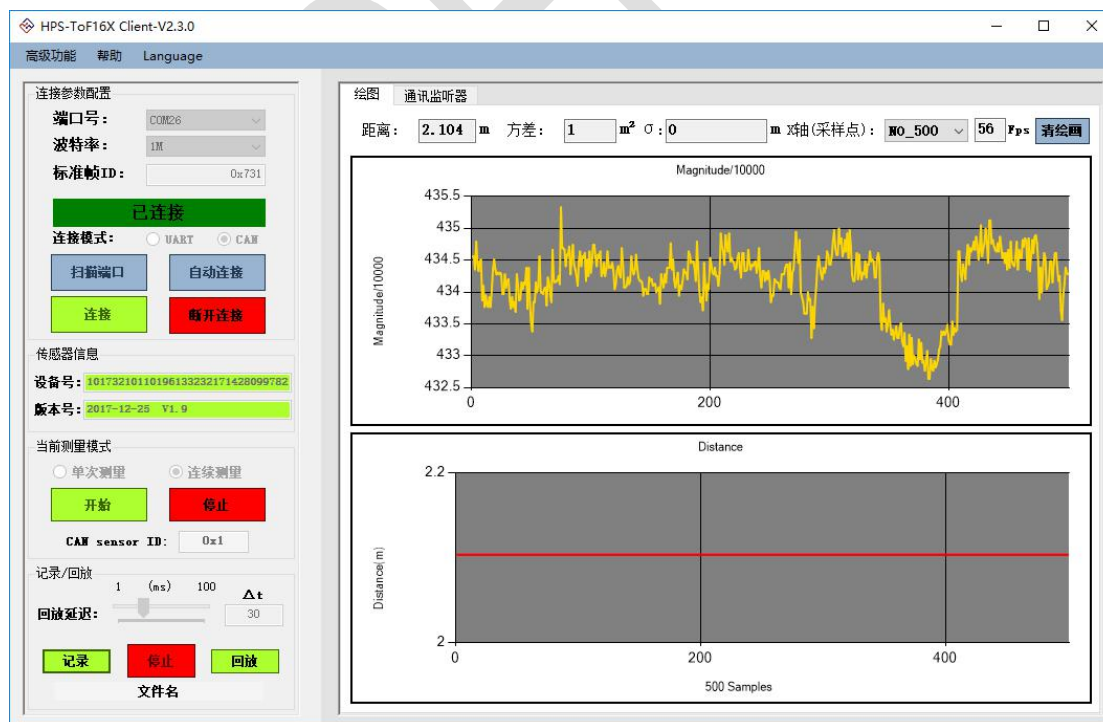 HPS-ToF16X Client-V2.3.0
高级功能 帮助 Language
连接参数配置
端口号： COM26
波特率： 1M
标准帧ID： 0x731
已连接
连接模式： UART CAN
扫描端口 自动连接
连接 断开连接
传感器信息
设备号： 10173210110196133232171428099782
版本号： 2017-12-25 V1.9
当前测量模式
单次测量 连续测量
开始 停止
CAN sensor ID: 0x1
记录/回放
1 (ms) 100 Δt
回放延迟： 30
记录 停止 回放
文件名
绘图 通讯监听器
距离： 2.104 m 方差： 1 m² σ: 0 m X轴(采样点)： NO_500 56 Fps 清绘画
Magnitude/10000
Magnitude/10000
435.5
435
434.5
434
433.5
433
432.5
0 200 400
Distance
Distance(m)
2.2
2
0 200 400
500 Samples